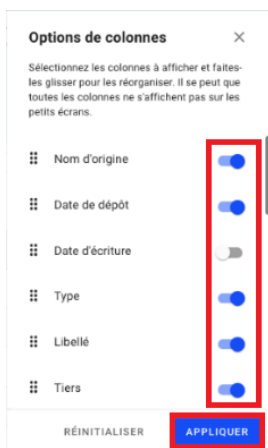 Options de colonnes
Sélectionnez les colonnes à afficher et faites-
les glisser pour les réorganiser. Il se peut que
toutes les colonnes ne s'affichent pas sur les
petits écrans.
Nom d'origine
Date de dépôt
Date d'écriture
Type
Libellé
Tiers
RÉINITIALISER APPLIQUER